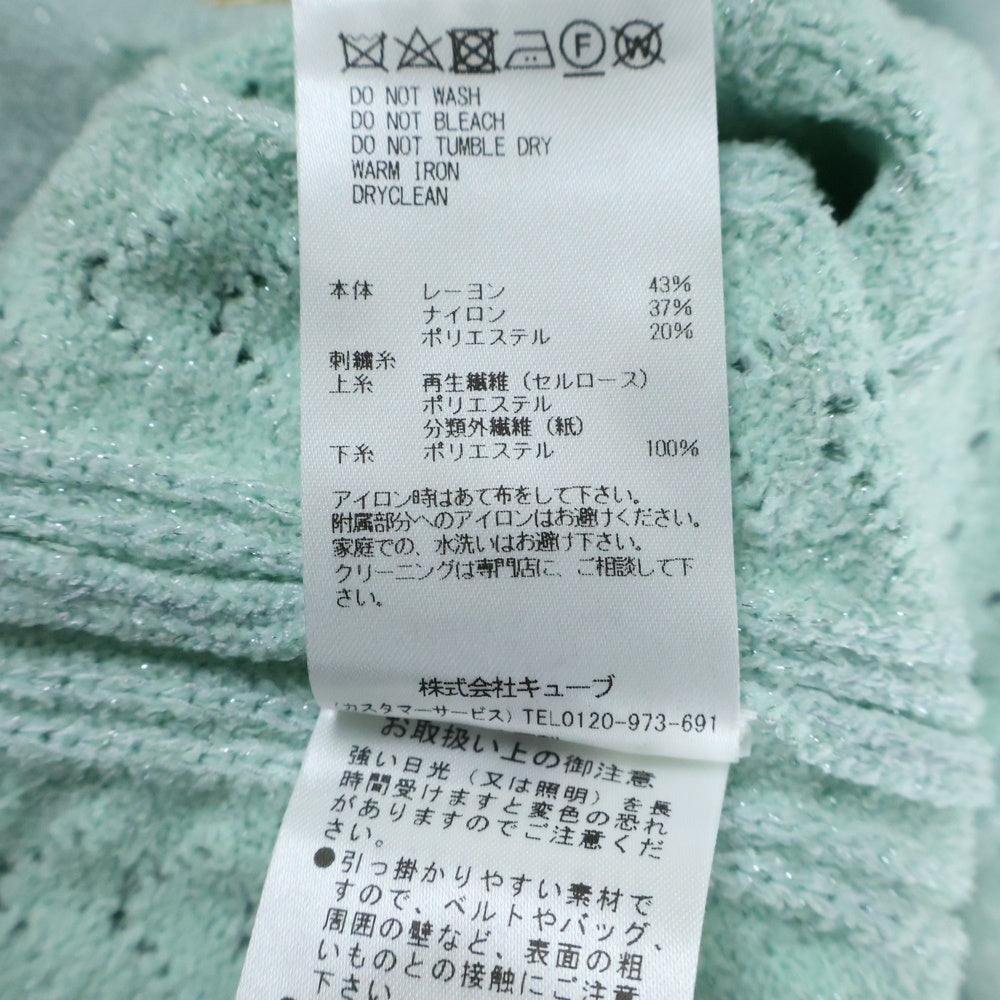 F W
DO NOT WASH
DO NOT BLEACH
DO NOT TUMBLE DRY
WARM IRON
DRYCLEAN
本体 レーヨン 43%
ナイロン 37%
ポリエステル 20%
刺繍糸
上糸 再生繊維(セルロース)
ポリエステル
分類外繊維(紙)
下糸 ポリエステル 100%
アイロン時はあて布をして下さい。
附属部分へのアイロンはお避けください。
家庭での、水洗いはお避け下さい。
クリーニングは専門店に、ご相談して下
さい。
株式会社キューブ
(カスタマーサービス) TEL0120-973-691
お取扱い上の御注意
強い日光(又は照明)を長
時間受けますと変色の恐れ
がありますのでご注意くだ
さい。
●引っ掛かりやすい素材で
すので、ベルトやバッグ、
周囲の壁など、表面の粗
いものとの接触にご注意
下さい